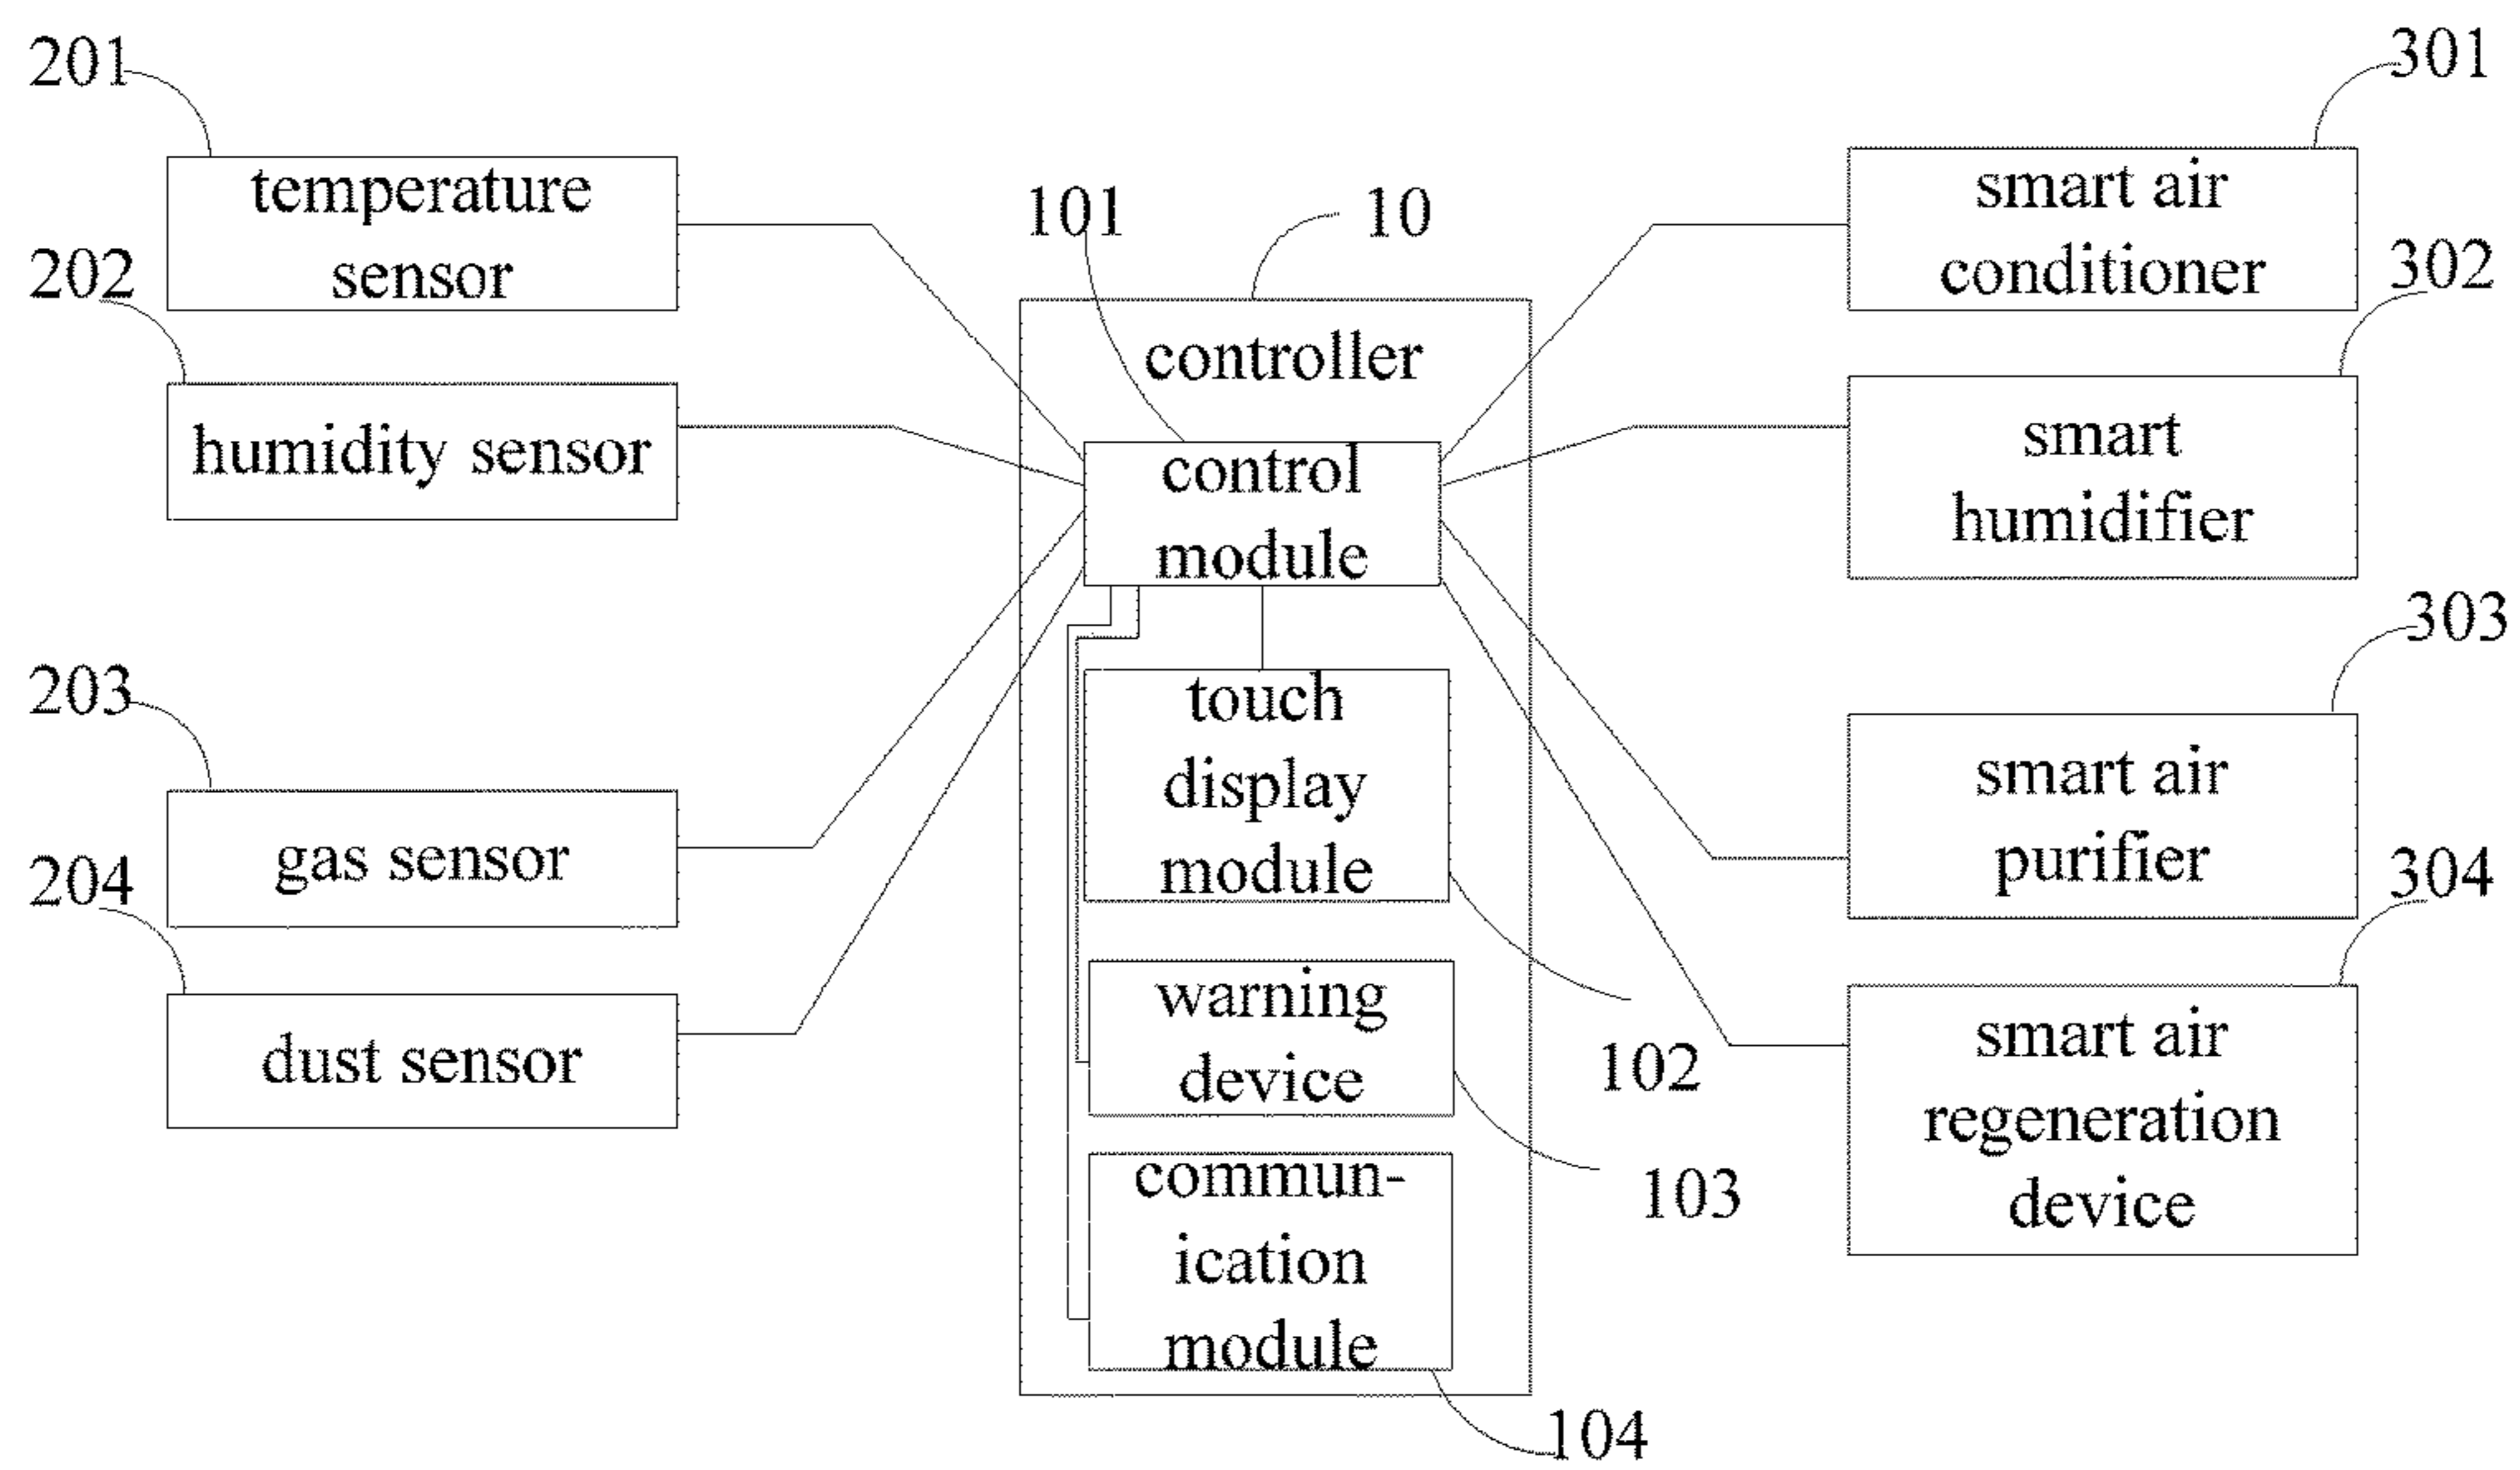 201
temperature
sensor
202
humidity sensor
203
gas sensor
204
dust sensor
101
10
controller
control
module
touch
display
module
warning
device
commun-
ication
module
102
103
104
301
smart air
conditioner
302
smart
humidifier
303
smart air
purifier
304
smart air
regeneration
device